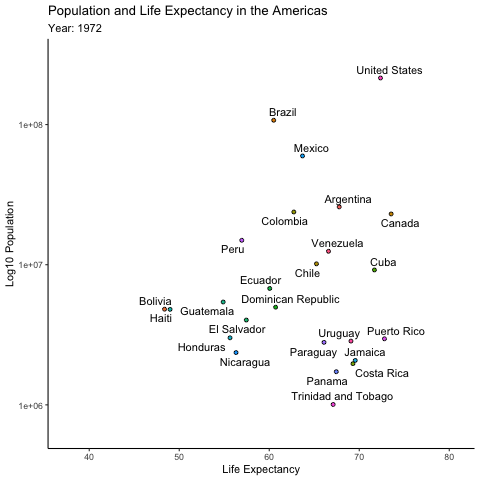 Population and Life Expectancy in the Americas
Year: 1972
United States
Brazil
1e+08
Mexico
Argentina
Colombia
Canada
Peru
Venezuela
Log10 Population
Chile
Cuba
1e+07
Ecuador
Bolivia
Dominican Republic
Guatemala
Haiti
El Salvador
Uruguay
Puerto Rico
Honduras
Paraguay
Jamaica
Nicaragua
Costa Rica
Panama
Trinidad and Tobago
1e+06
40 50 60 70 80
Life Expectancy